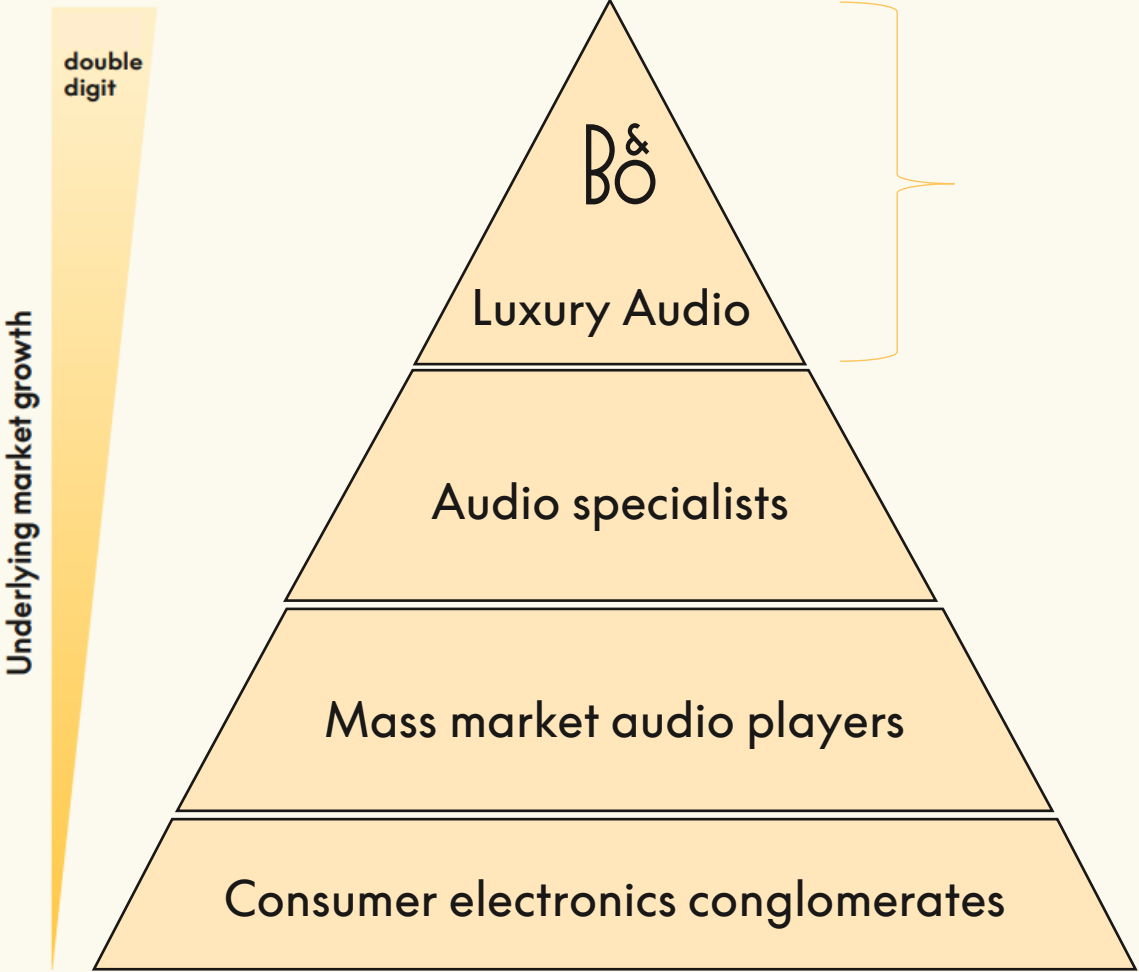 double
digit
Underlying market growth
B&O
Luxury Audio
Audio specialists
Mass market audio players
Consumer electronics conglomerates